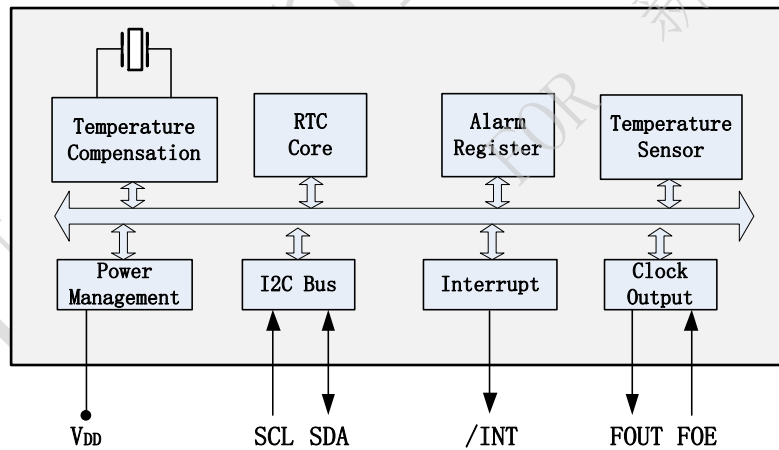 Temperature
Compensation
RTC
Core
Alarm
Register
Temperature
Sensor
Power
Management
I2C Bus
Interrupt
Clock
Output
VDD
SCL SDA
/INT
FOUT FOE
FOR